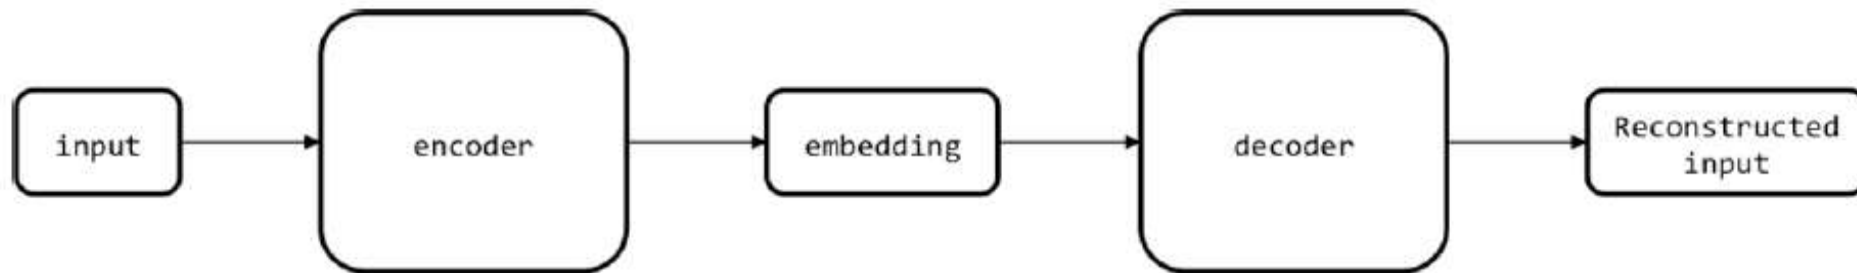 input
encoder
embedding
decoder
Reconstructed
input